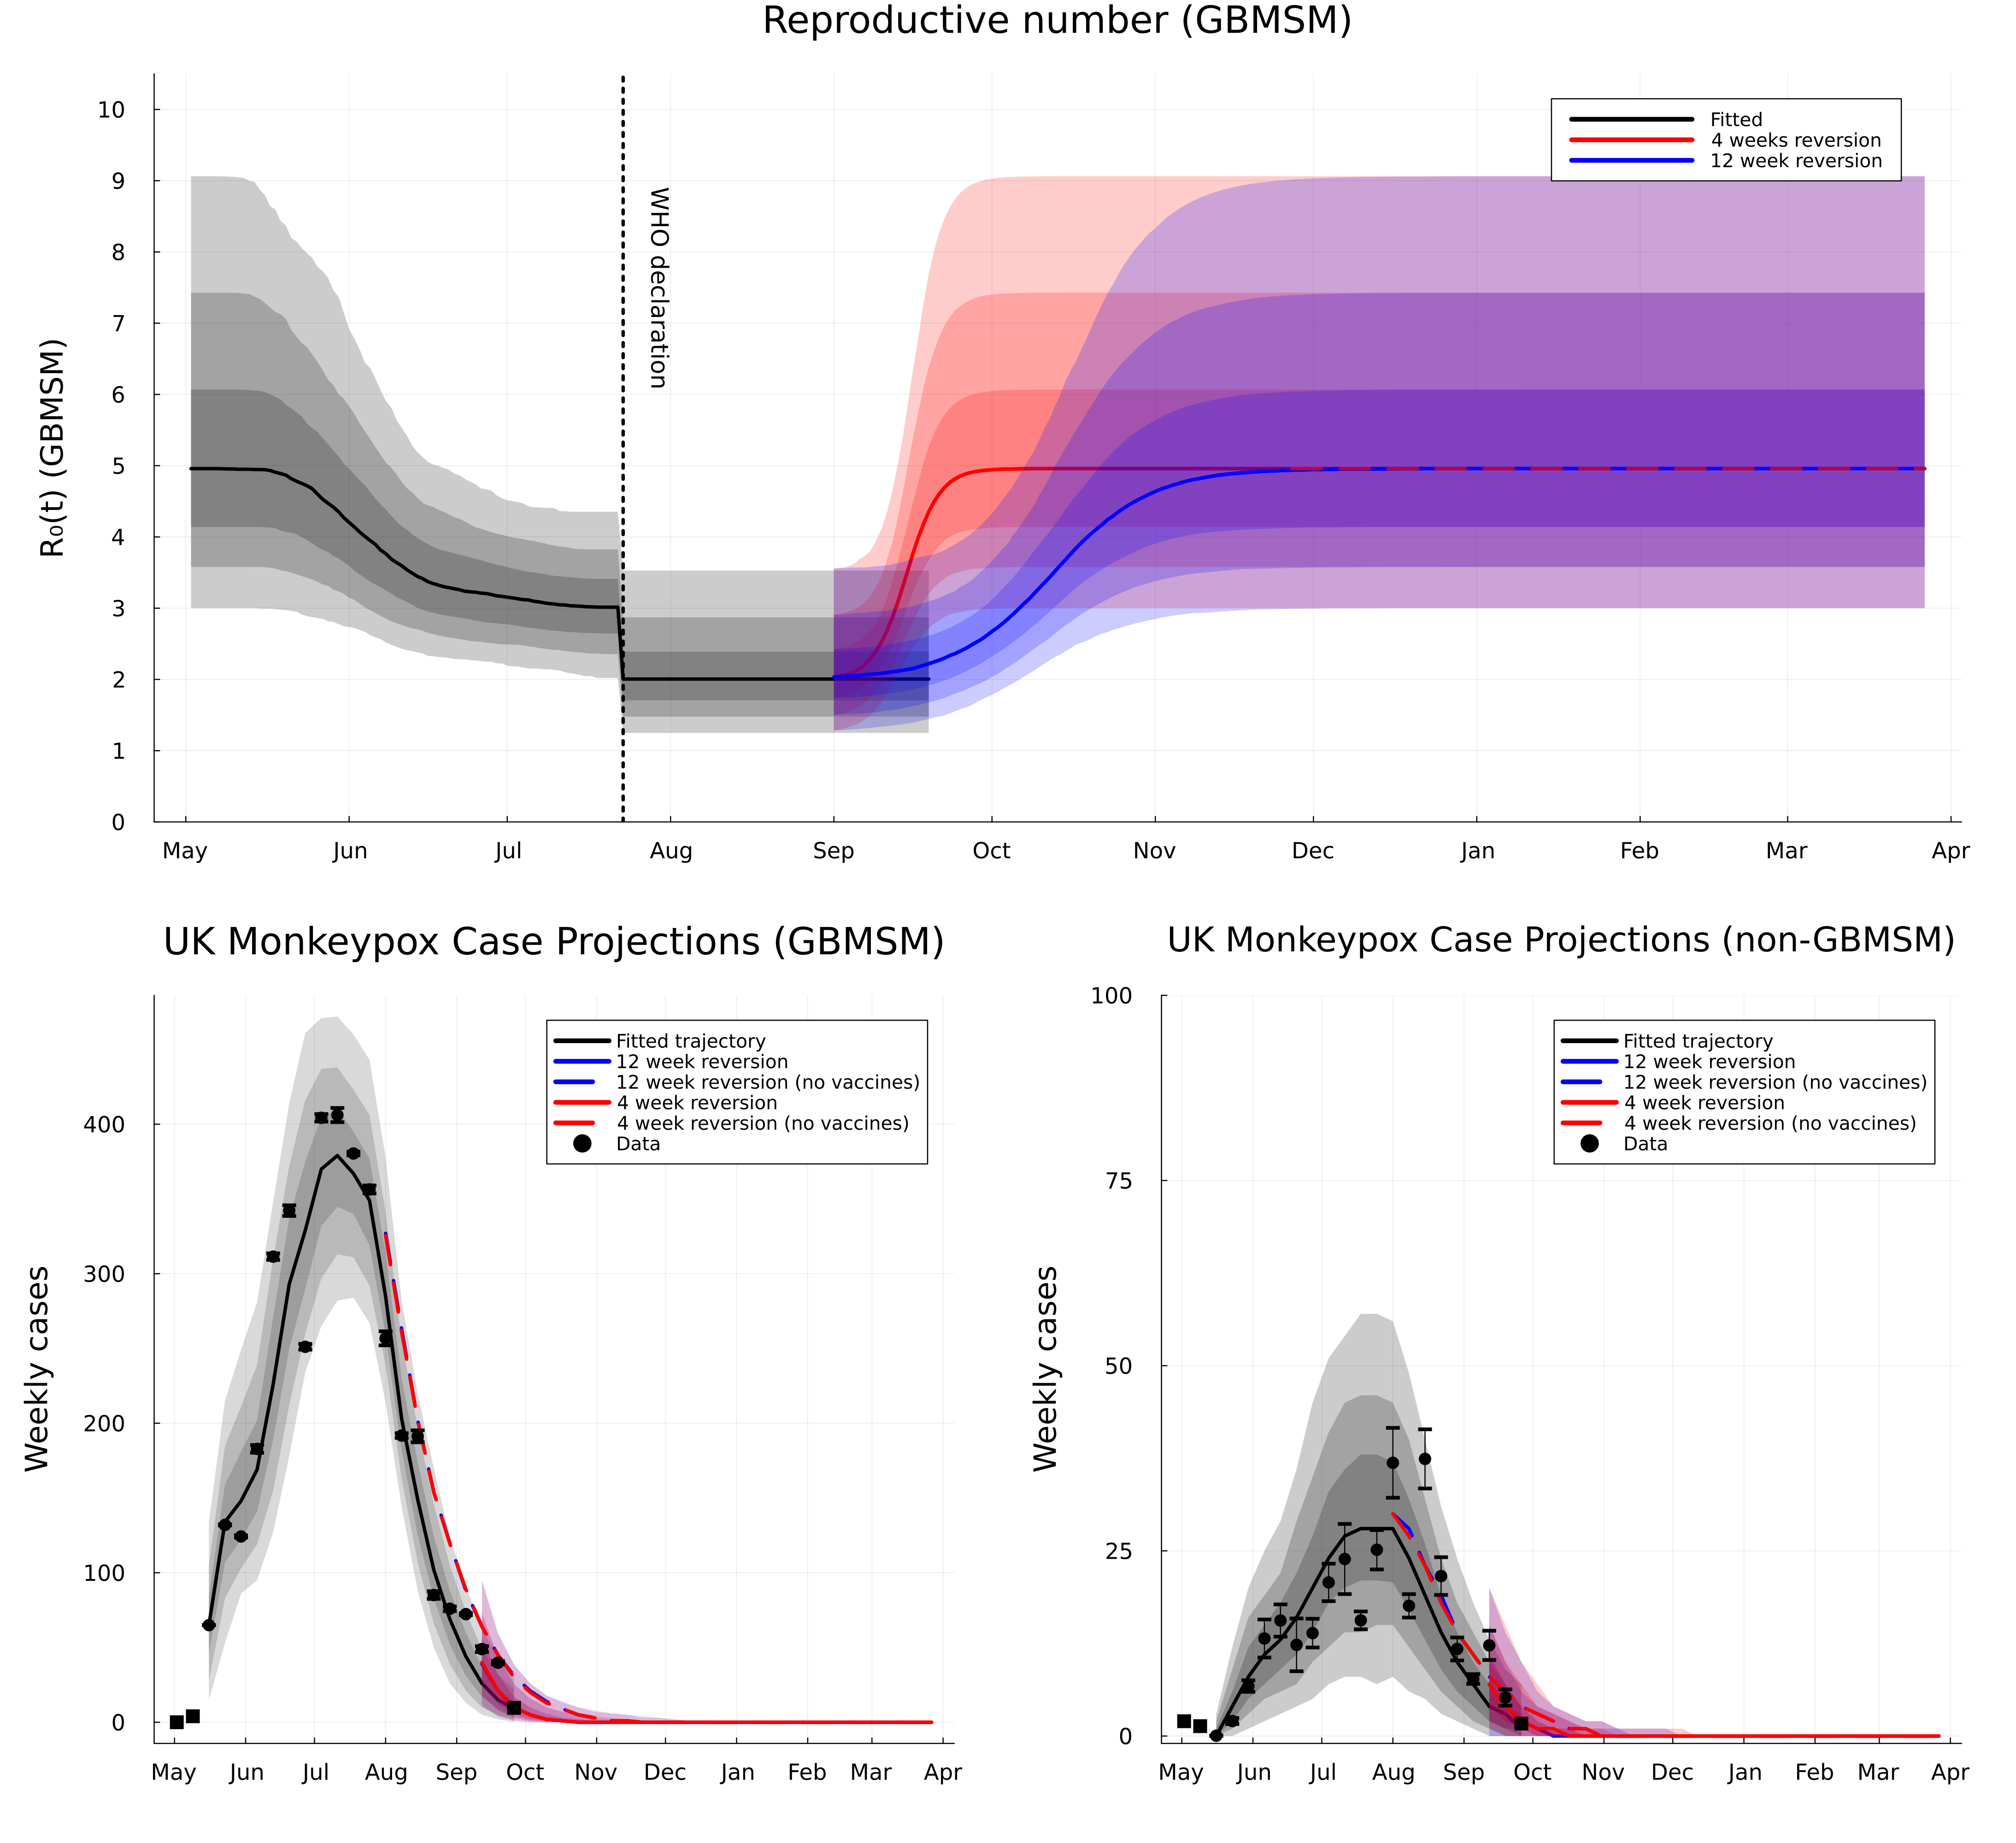 Reproductive number (GBMSM)
R₀(t) (GBMSM)
10
9
8
7
6
5
4
3
2
1
0
WHO declaration
Fitted
4 weeks reversion
12 week reversion
May Jun Jul Aug Sep Oct Nov Dec Jan Feb Mar Apr
UK Monkeypox Case Projections (GBMSM)
Weekly cases
400
300
200
100
0
Fitted trajectory
12 week reversion
12 week reversion (no vaccines)
4 week reversion
4 week reversion (no vaccines)
Data
May Jun Jul Aug Sep Oct Nov Dec Jan Feb Mar Apr
UK Monkeypox Case Projections (non-GBMSM)
Weekly cases
100
75
50
25
0
Fitted trajectory
12 week reversion
12 week reversion (no vaccines)
4 week reversion
4 week reversion (no vaccines)
Data
May Jun Jul Aug Sep Oct Nov Dec Jan Feb Mar Apr